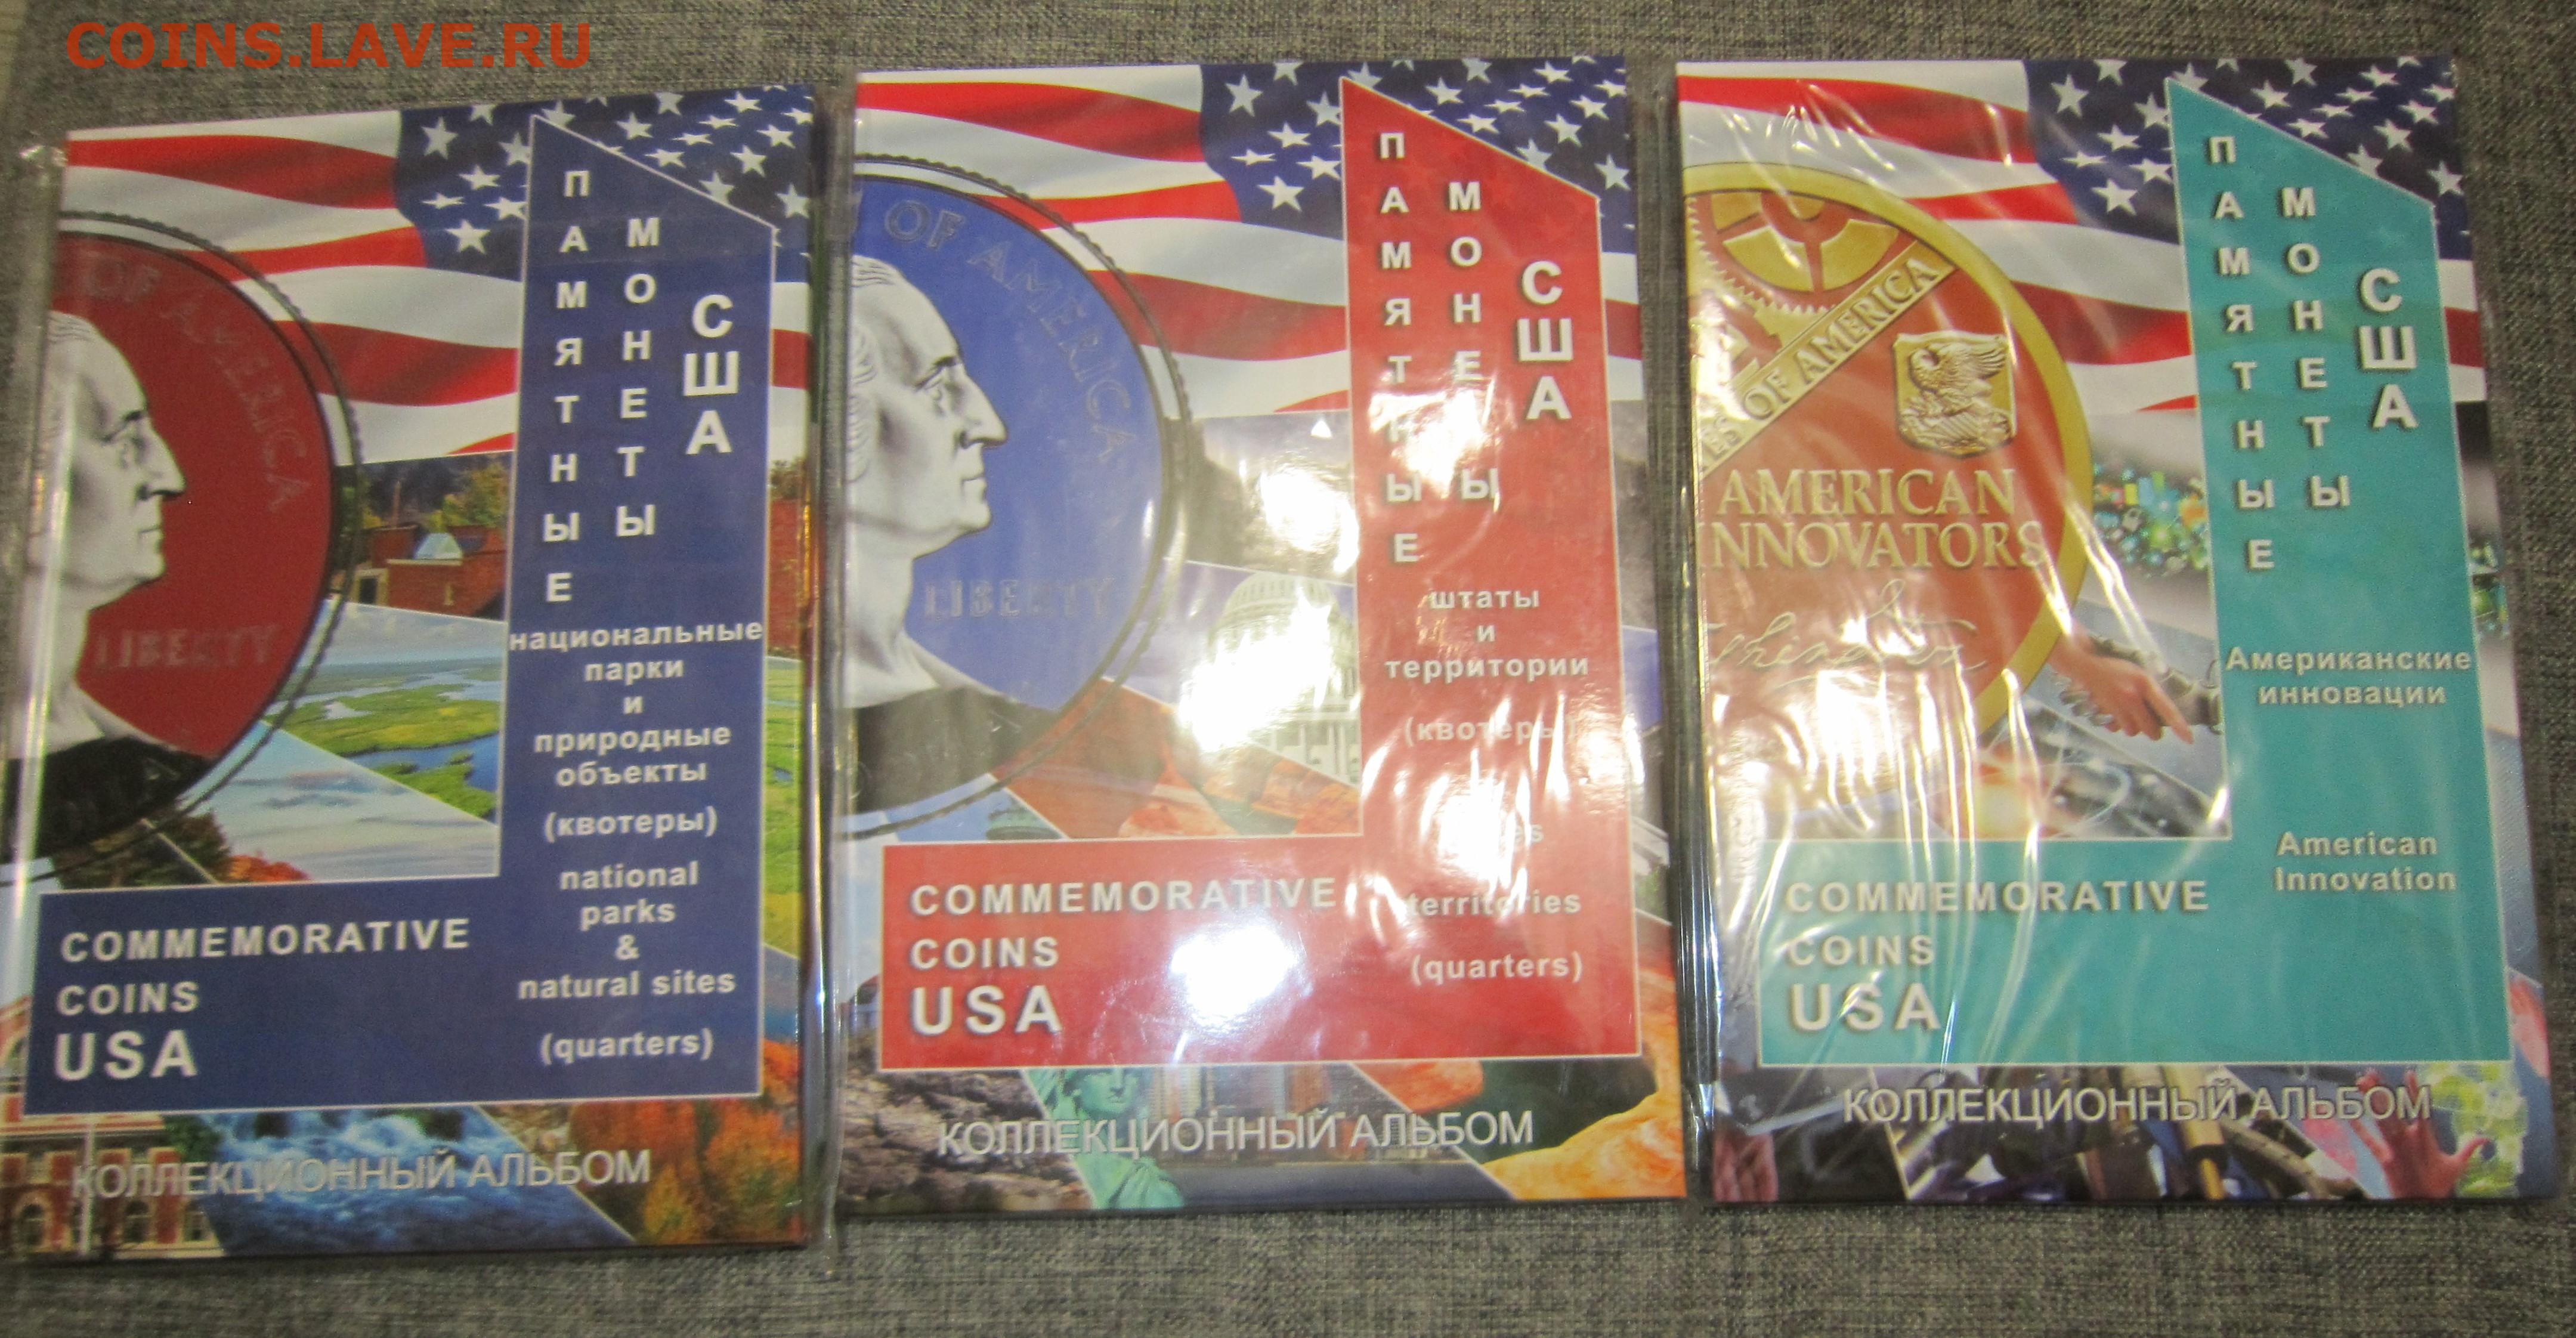 COINS.LAVE.RU
OF AMERICA
LIBERTY
ПАМЯТНЫЕ
МОНЕТЫ
США
национальные
парки
и
природные
объекты
(квотеры)
national
parks
&
natural sites
(quarters)
COMMEMORATIVE
COINS
USA
КОЛЛЕКЦИОННЫЙ АЛЬБОМ
OF AMERICA
LIBERTY
ПАМЯТНЫЕ
МОНЕТЫ
США
штаты
и
территории
(квотеры)
territories
(quarters)
COMMEMORATIVE
COINS
USA
КОЛЛЕКЦИОННЫЙ АЛЬБОМ
OF AMERICA
AMERICAN
INNOVATORS
ПАМЯТНЫЕ
МОНЕТЫ
США
Американские
инновации
American
Innovation
COMMEMORATIVE
COINS
USA
КОЛЛЕКЦИОННЫЙ АЛЬБОМ